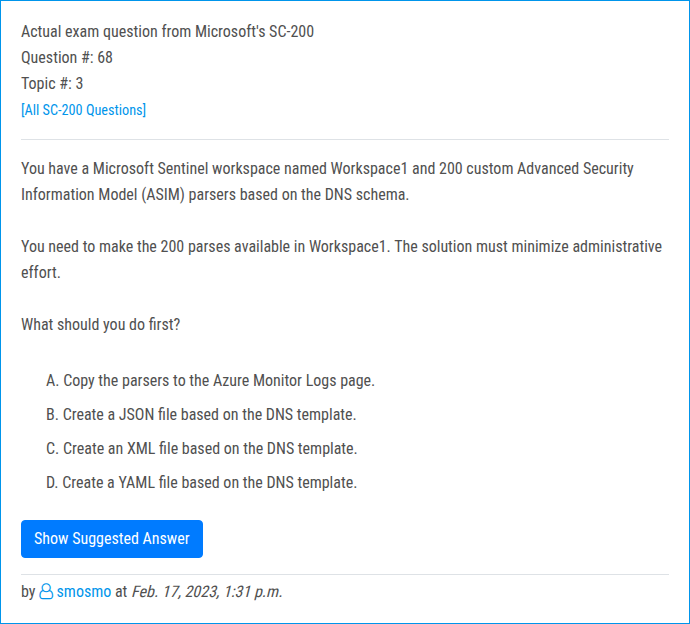 Actual exam question from Microsoft's SC-200
Question #: 68
Topic #: 3
[All SC-200 Questions]
You have a Microsoft Sentinel workspace named Workspace1 and 200 custom Advanced Security
Information Model (ASIM) parsers based on the DNS schema.
You need to make the 200 parses available in Workspace1. The solution must minimize administrative
effort.
What should you do first?
A. Copy the parsers to the Azure Monitor Logs page.
B. Create a JSON file based on the DNS template.
C. Create an XML file based on the DNS template.
D. Create a YAML file based on the DNS template.
Show Suggested Answer
by smosmo at Feb. 17, 2023, 1:31 p.m.